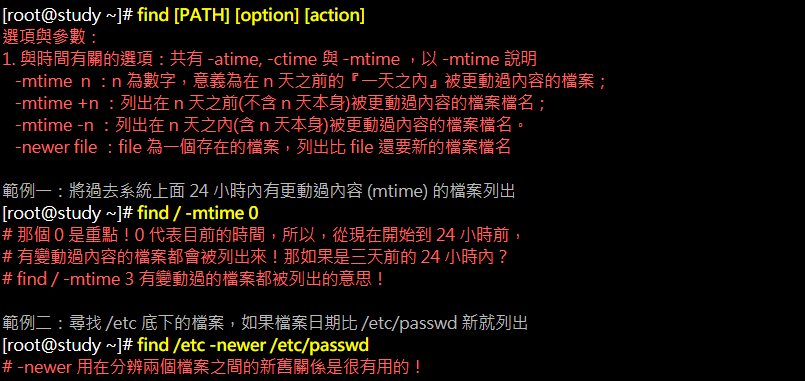 [root@study ~]# find [PATH] [option] [action]
選項與參數：
1. 與時間有關的選項：共有 -atime, -ctime 與 -mtime ，以 -mtime 說明
-mtime  n ：n 為數字，意義為在 n 天之前的『一天之內』被更動過內容的檔案；
-mtime +n ：列出在 n 天之前(不含 n 天本身)被更動過內容的檔案檔名；
-mtime -n ：列出在 n 天之內(含 n 天本身)被更動過內容的檔案檔名。
-newer file ：file 為一個存在的檔案，列出比 file 還要新的檔案檔名
範例一：將過去系統上面 24 小時內有更動過內容 (mtime) 的檔案列出
[root@study ~]# find / -mtime 0
# 那個 0 是重點！0 代表目前的時間，所以，從現在開始到 24 小時前，
# 有變動過內容的檔案都會被列出來！那如果是三天前的 24 小時內？
# find / -mtime 3 有變動過的檔案都被列出的意思！
範例二：尋找 /etc 底下的檔案，如果檔案日期比 /etc/passwd 新就列出
[root@study ~]# find /etc -newer /etc/passwd
# -newer 用在分辨兩個檔案之間的新舊關係是很有用的！